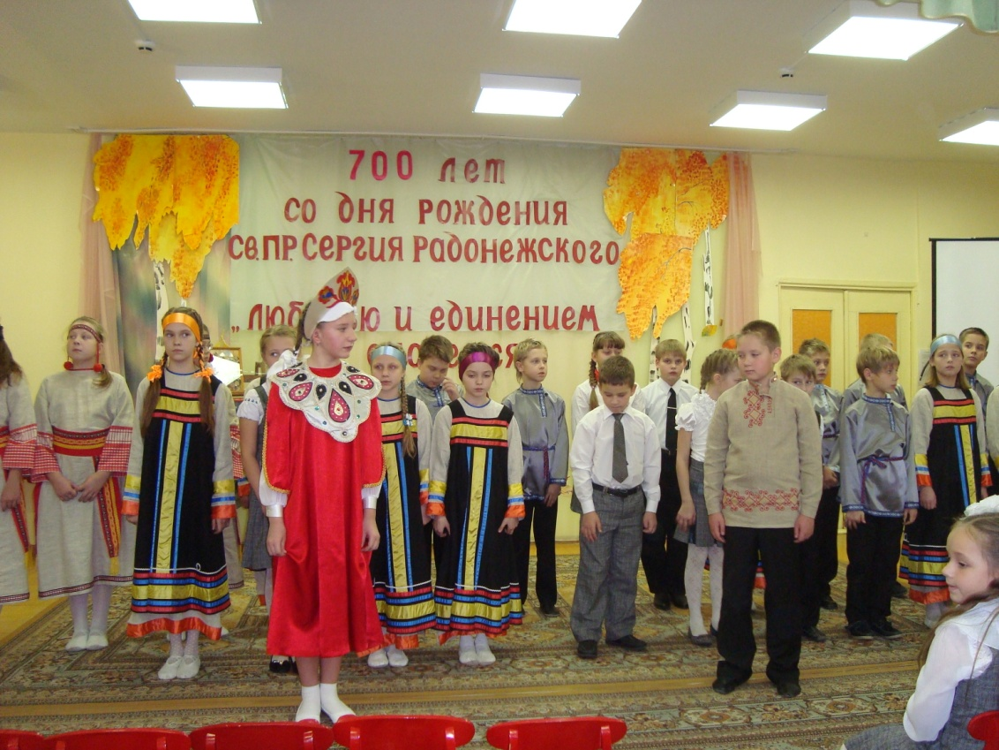 700 лет
со дня рождения
Св.ПР.Сергия Радонежского
и единением